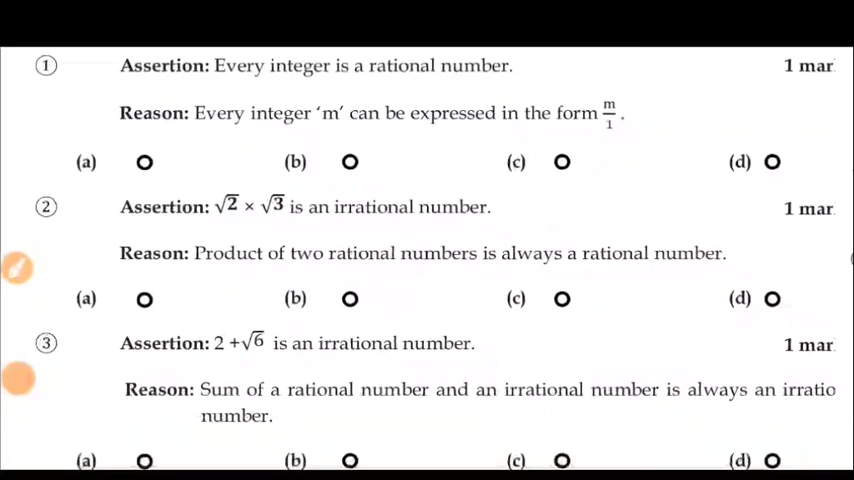 ① Assertion: Every integer is a rational number. 1 mar
Reason: Every integer ‘m’ can be expressed in the form m/1 .
(a) O (b) O (c) O (d) O
② Assertion: √2 × √3 is an irrational number. 1 mar
Reason: Product of two rational numbers is always a rational number.
(a) O (b) O (c) O (d) O
③ Assertion: 2 +√6 is an irrational number. 1 mar
Reason: Sum of a rational number and an irrational number is always an irratio
number.
(a) O (b) O (c) O (d) O